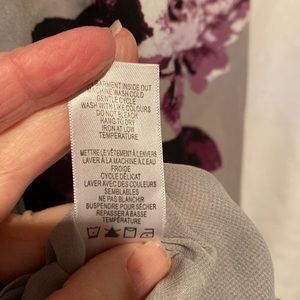 GARMENT INSIDE OUT
MACHINE WASH COLD
GENTLE CYCLE
WASH WITH LIKE COLOURS
DO NOT BLEACH
HANG TO DRY
IRON AT LOW
TEMPERATURE
METTRE LE VÊTEMENT À L'ENVERS
LAVER À LA MACHINE À L'EAU
FROIDE
CYCLE DÉLICAT
LAVER AVEC DES COULEURS
SEMBLABLES
NE PAS BLANCHIR
SUSPENDRE POUR SÉCHER
REPASSER À BASSE
TEMPÉRATURE